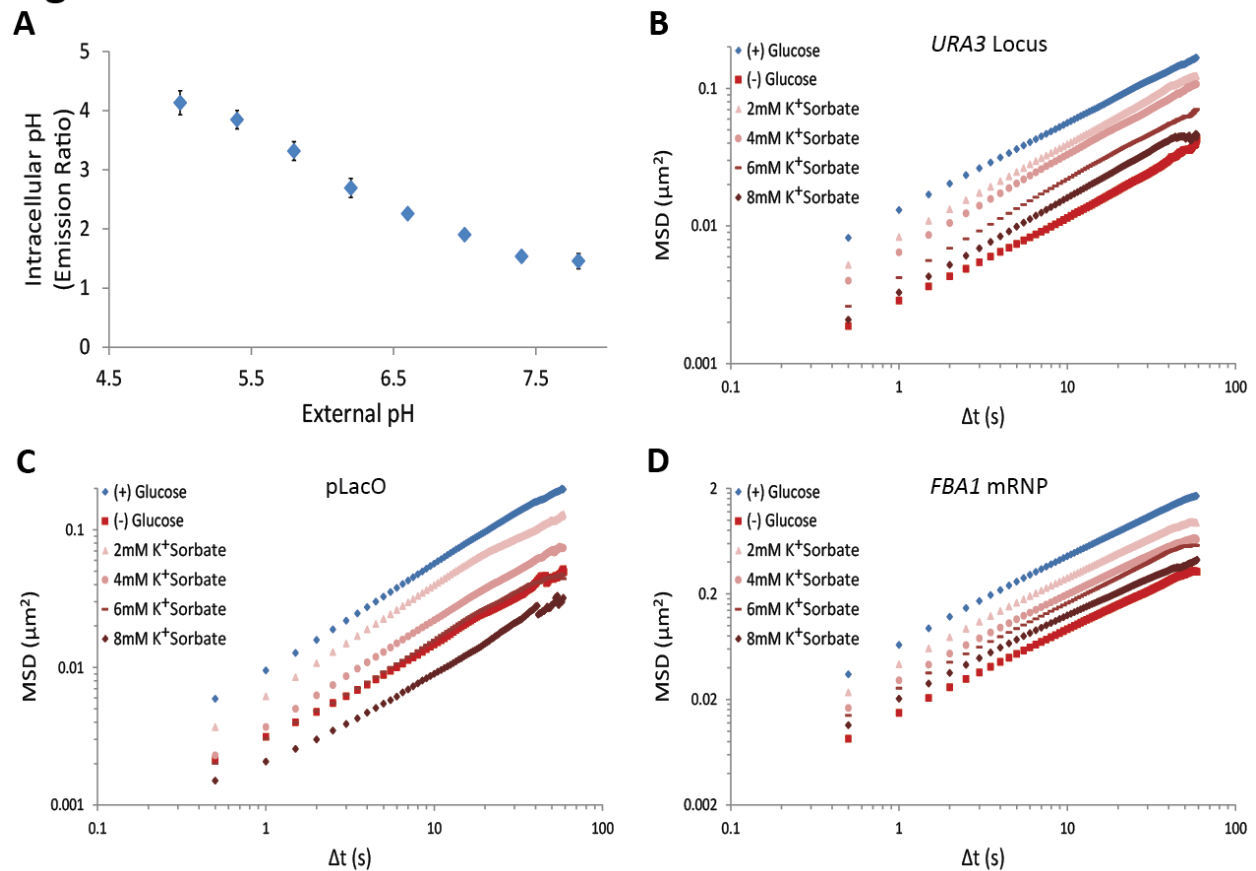 A
Intracellular pH
(Emission Ratio)
5
4
3
2
1
0
4.5 5.5 6.5 7.5
External pH
B
URA3 Locus
(+) Glucose
(-) Glucose
2mM K⁺Sorbate
4mM K⁺Sorbate
6mM K⁺Sorbate
8mM K⁺Sorbate
MSD (µm²)
0.1
0.01
0.001
0.1 1 10 100
Δt (s)
C
pLacO
(+) Glucose
(-) Glucose
2mM K⁺Sorbate
4mM K⁺Sorbate
6mM K⁺Sorbate
8mM K⁺Sorbate
MSD (µm²)
0.1
0.01
0.001
0.1 1 10 100
Δt (s)
D
FBA1 mRNP
(+) Glucose
(-) Glucose
2mM K⁺Sorbate
4mM K⁺Sorbate
6mM K⁺Sorbate
8mM K⁺Sorbate
MSD (µm²)
2
0.2
0.02
0.002
0.1 1 10 100
Δt (s)